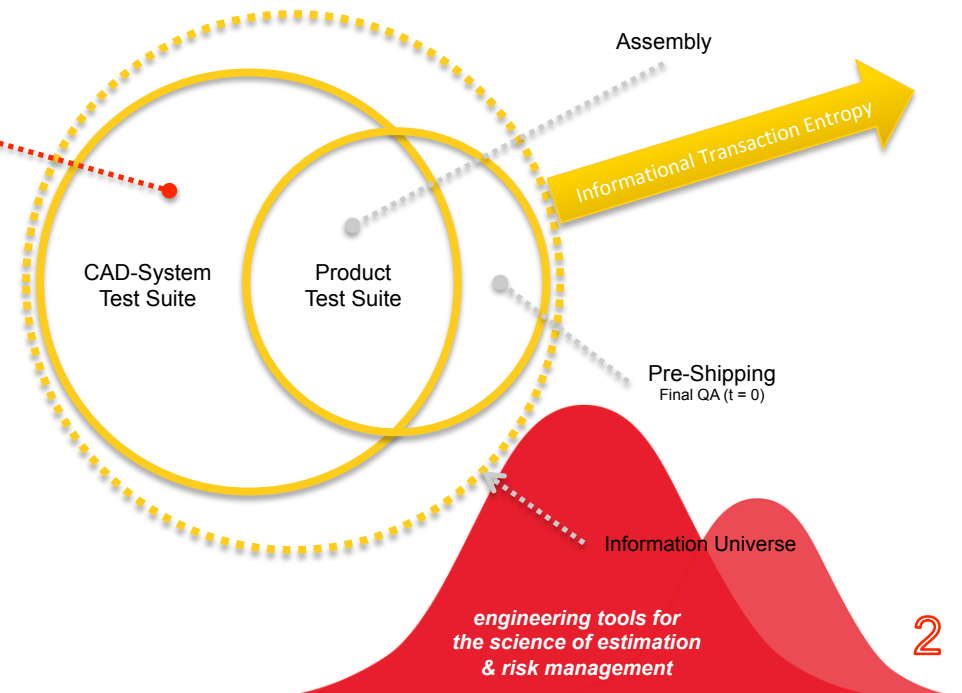 Assembly
Informational Transaction Entropy
CAD-System
Test Suite
Product
Test Suite
Pre-Shipping
Final QA (t = 0)
Information Universe
engineering tools for
the science of estimation
& risk management
2